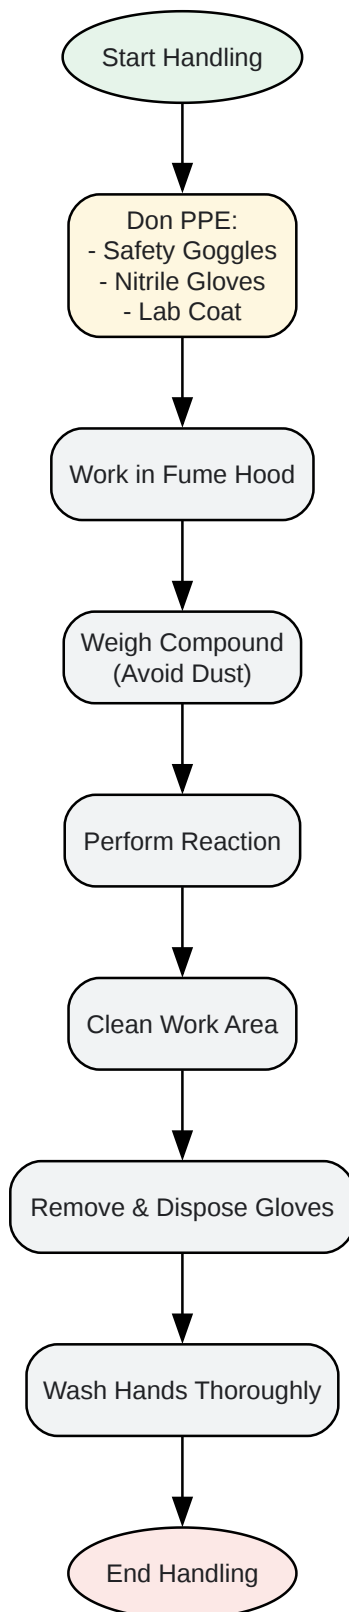 Start Handling
Don PPE:
- Safety Goggles
- Nitrile Gloves
- Lab Coat
Work in Fume Hood
Weigh Compound
(Avoid Dust)
Perform Reaction
Clean Work Area
Remove & Dispose Gloves
Wash Hands Thoroughly
End Handling